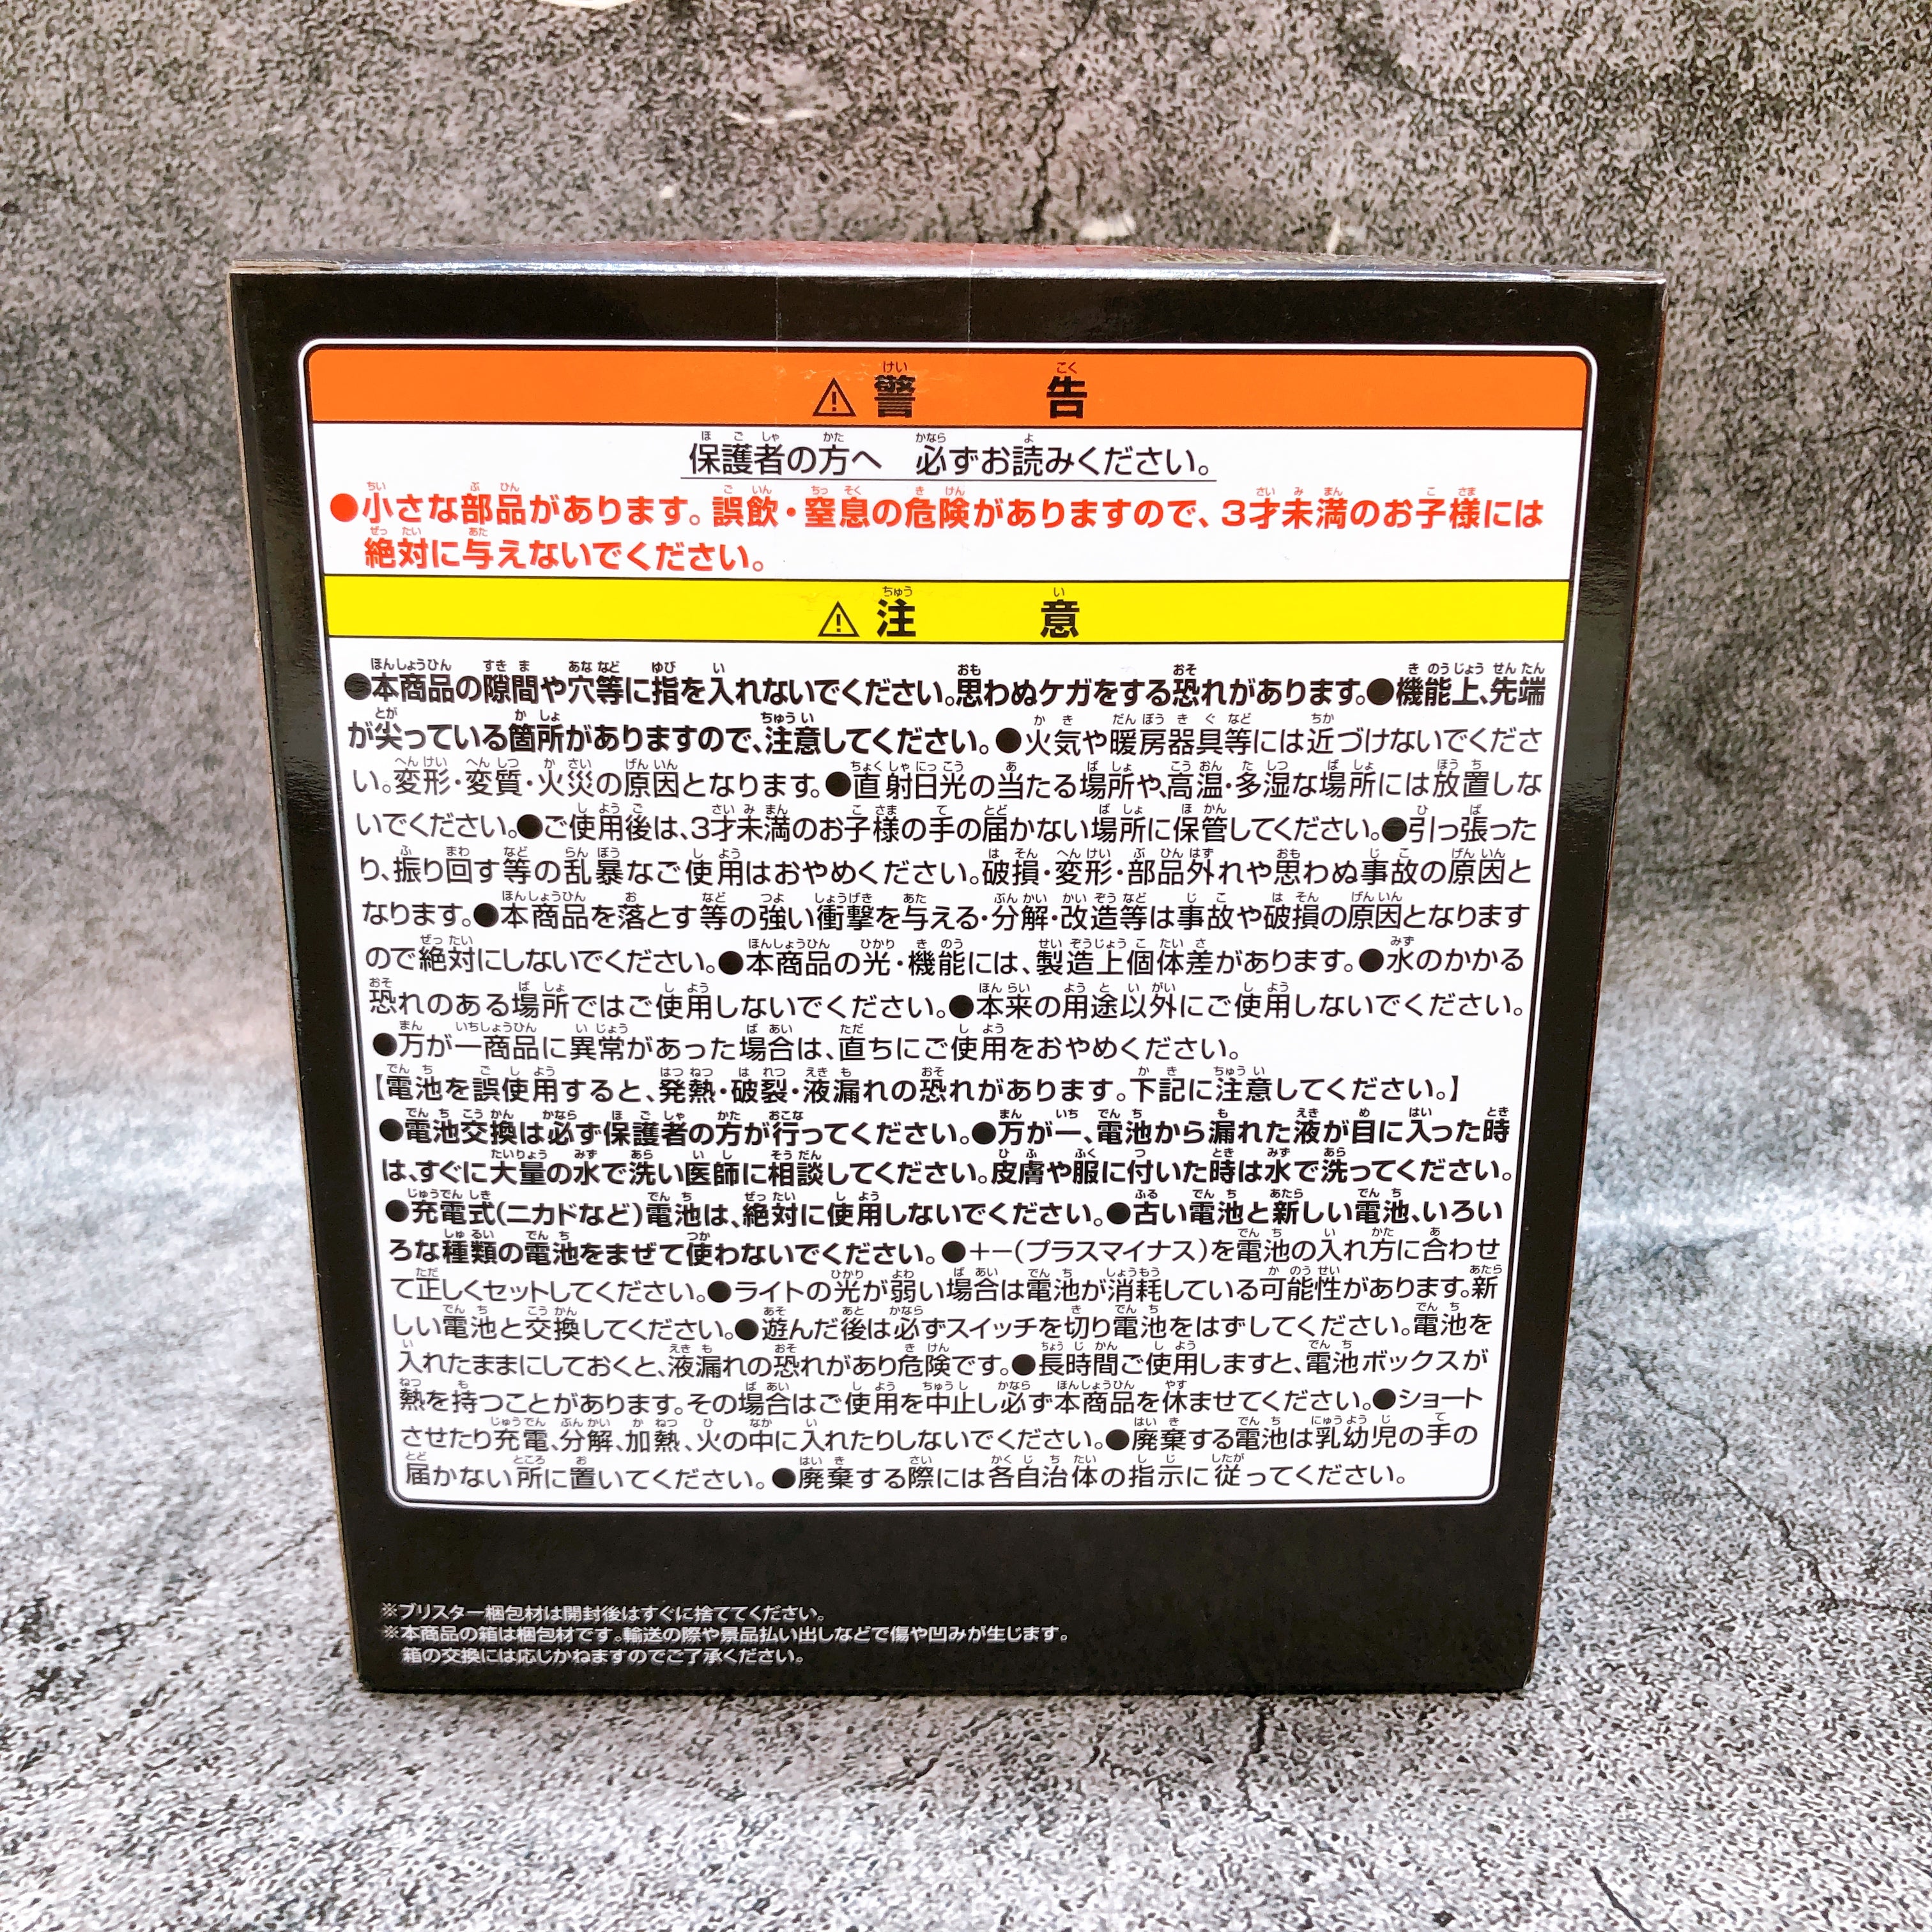 ⚠ 警告
保護者の方へ 必ずお読みください。
●小さな部品があります。誤飲・窒息の危険がありますので、3才未満のお子様には
絶対に与えないでください。
⚠ 注意
●本商品の隙間や穴等に指を入れないでください。思わぬケガをする恐れがあります。●機能上、先端
が尖っている箇所がありますので、注意してください。●火気や暖房器具等には近づけないでくださ
い。変形・変質・火災の原因となります。●直射日光の当たる場所や、高温・多湿な場所には放置しな
いでください。●ご使用後は、3才未満のお子様の手の届かない場所に保管してください。●引っ張った
り、振り回す等の乱暴なご使用はおやめください。破損・変形・部品外れや思わぬ事故の原因と
なります。●本商品を落とす等の強い衝撃を与える・分解・改造等は事故や破損の原因となります
ので絶対にしないでください。●本商品の光・機能には、製造上個体差があります。●水のかかる
恐れのある場所ではご使用しないでください。●本来の用途以外にご使用しないでください。
●万が一商品に異常があった場合は、直ちにご使用をおやめください。
【電池を誤使用すると、発熱・破裂・液漏れの恐れがあります。下記に注意してください。】
●電池交換は必ず保護者の方が行ってください。●万が一、電池から漏れた液が目に入った時
は、すぐに大量の水で洗い医師に相談してください。皮膚や服に付いた時は水で洗ってください。
●充電式(ニカドなど)電池は、絶対に使用しないでください。●古い電池と新しい電池、いろい
ろな種類の電池をまぜて使わないでください。●＋－(プラスマイナス)を電池の入れ方に合わせ
て正しくセットしてください。●ライトの光が弱い場合は電池が消耗している可能性があります。新
しい電池と交換してください。●遊んだ後は必ずスイッチを切り電池をはずしてください。電池を
入れたままにしておくと、液漏れの恐れがあり危険です。●長時間ご使用しますと、電池ボックスが
熱を持つことがあります。その場合はご使用を中止し必ず本商品を休ませてください。●ショート
させたり充電、分解、加熱、火の中に入れたりしないでください。●廃棄する電池は乳幼児の手の
届かない所に置いてください。●廃棄する際には各自治体の指示に従ってください。
※ブリスター梱包材は開封後はすぐに捨ててください。
※本商品の箱は梱包材です。輸送の際や景品払い出しなどで傷や凹みが生じます。
箱の交換には応じかねますのでご了承ください。